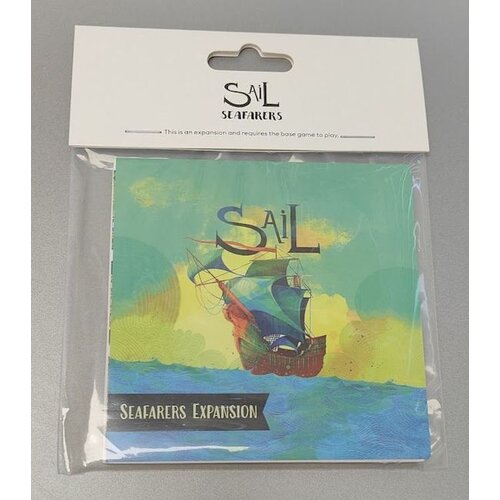 SAiL
SEAFARERS
This is an expansion and requires the base game to play.
SAiL
SEAFARERS EXPANSION